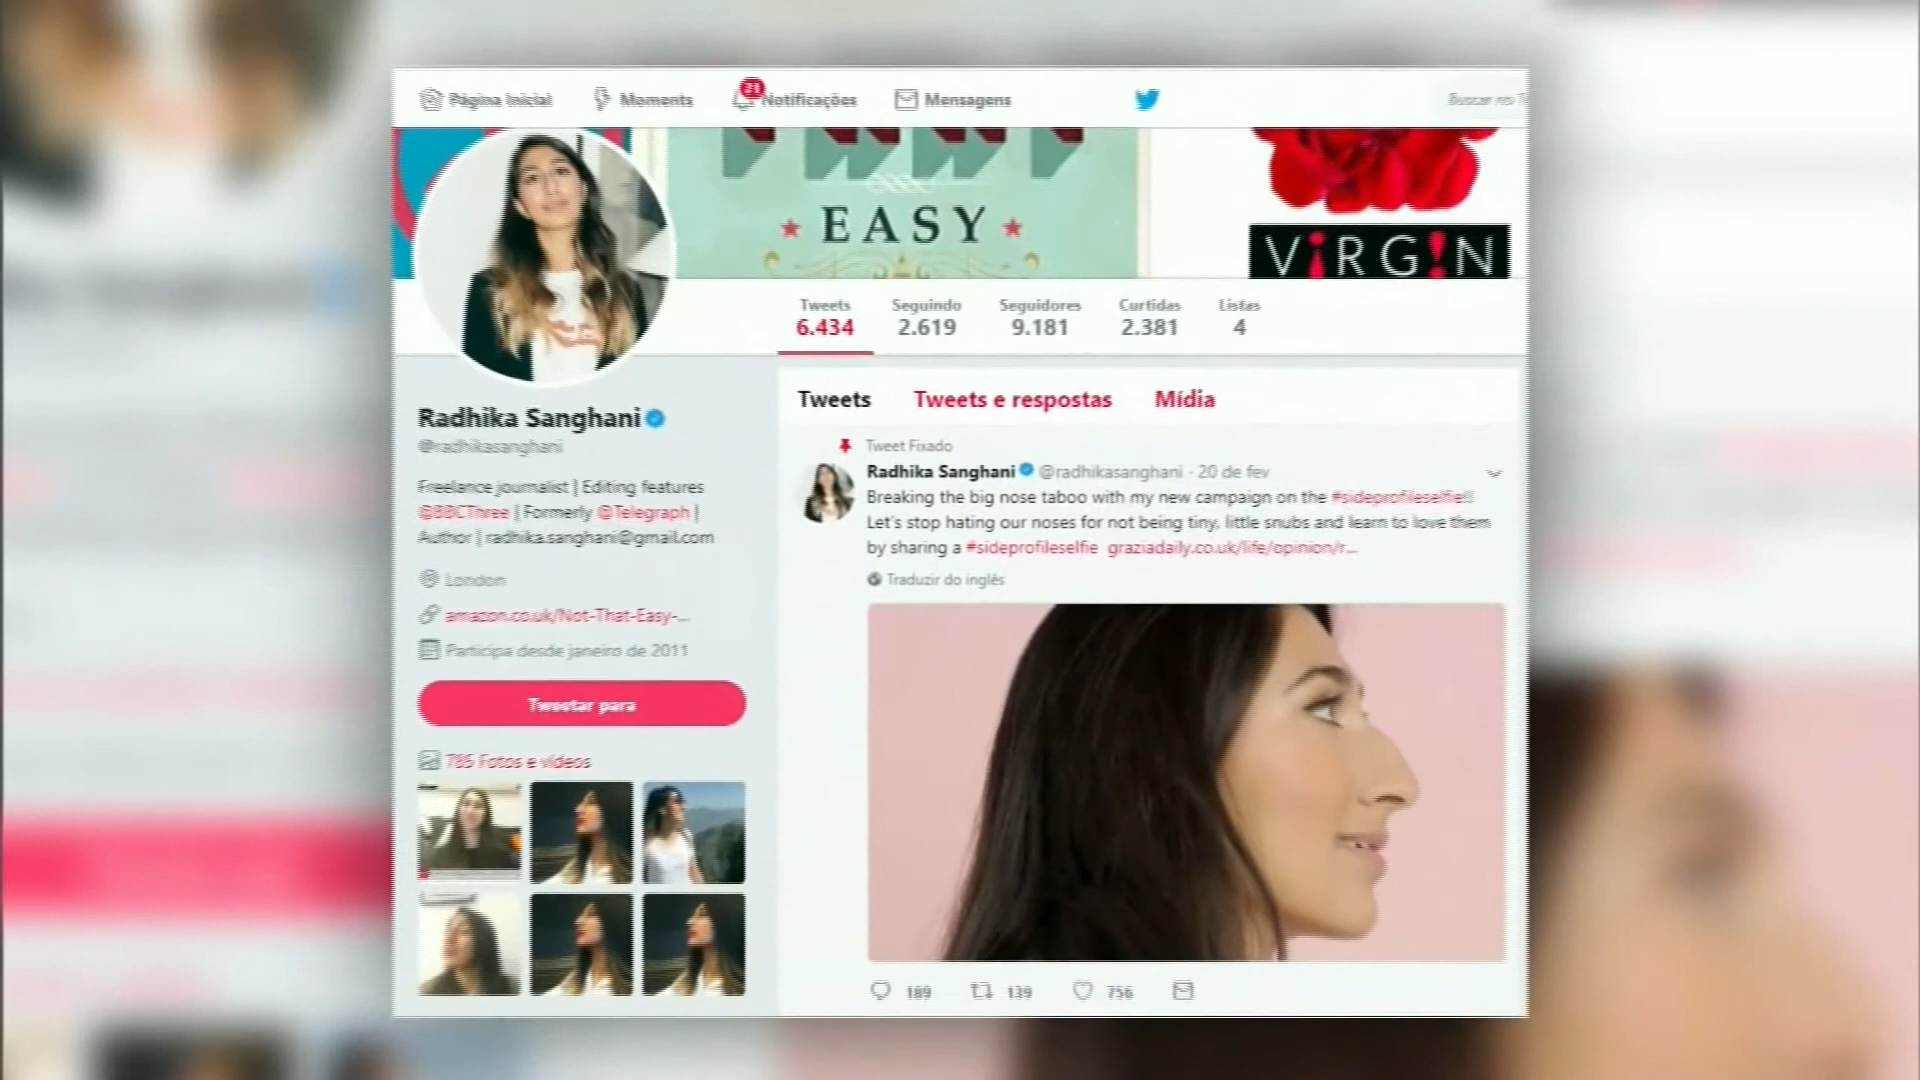 Página Inicial
Moments
21
Notificações
Mensagens
Buscar no T
EASY
VIRGIN
Tweets
6.434
Seguindo
2.619
Seguidores
9.181
Curtidas
2.381
Listas
4
Radhika Sanghani
@radhikasanghani
Freelance journalist | Editing features
@BBCThree | Formerly @Telegraph |
Author | radhika.sanghani@gmail.com
London
amazon.co.uk/Not-That-Easy-...
Participa desde janeiro de 2011
Tweetar para
785 Fotos e vídeos
Tweets
Tweets e respostas
Mídia
Tweet Fixado
Radhika Sanghani @radhikasanghani · 20 de fev
Breaking the big nose taboo with my new campaign on the #sideprofileselfie!!
Let's stop hating our noses for not being tiny, little snubs and learn to love them
by sharing a #sideprofileselfie graziadaily.co.uk/life/opinion/r...
Traduzir do inglês
189
139
756